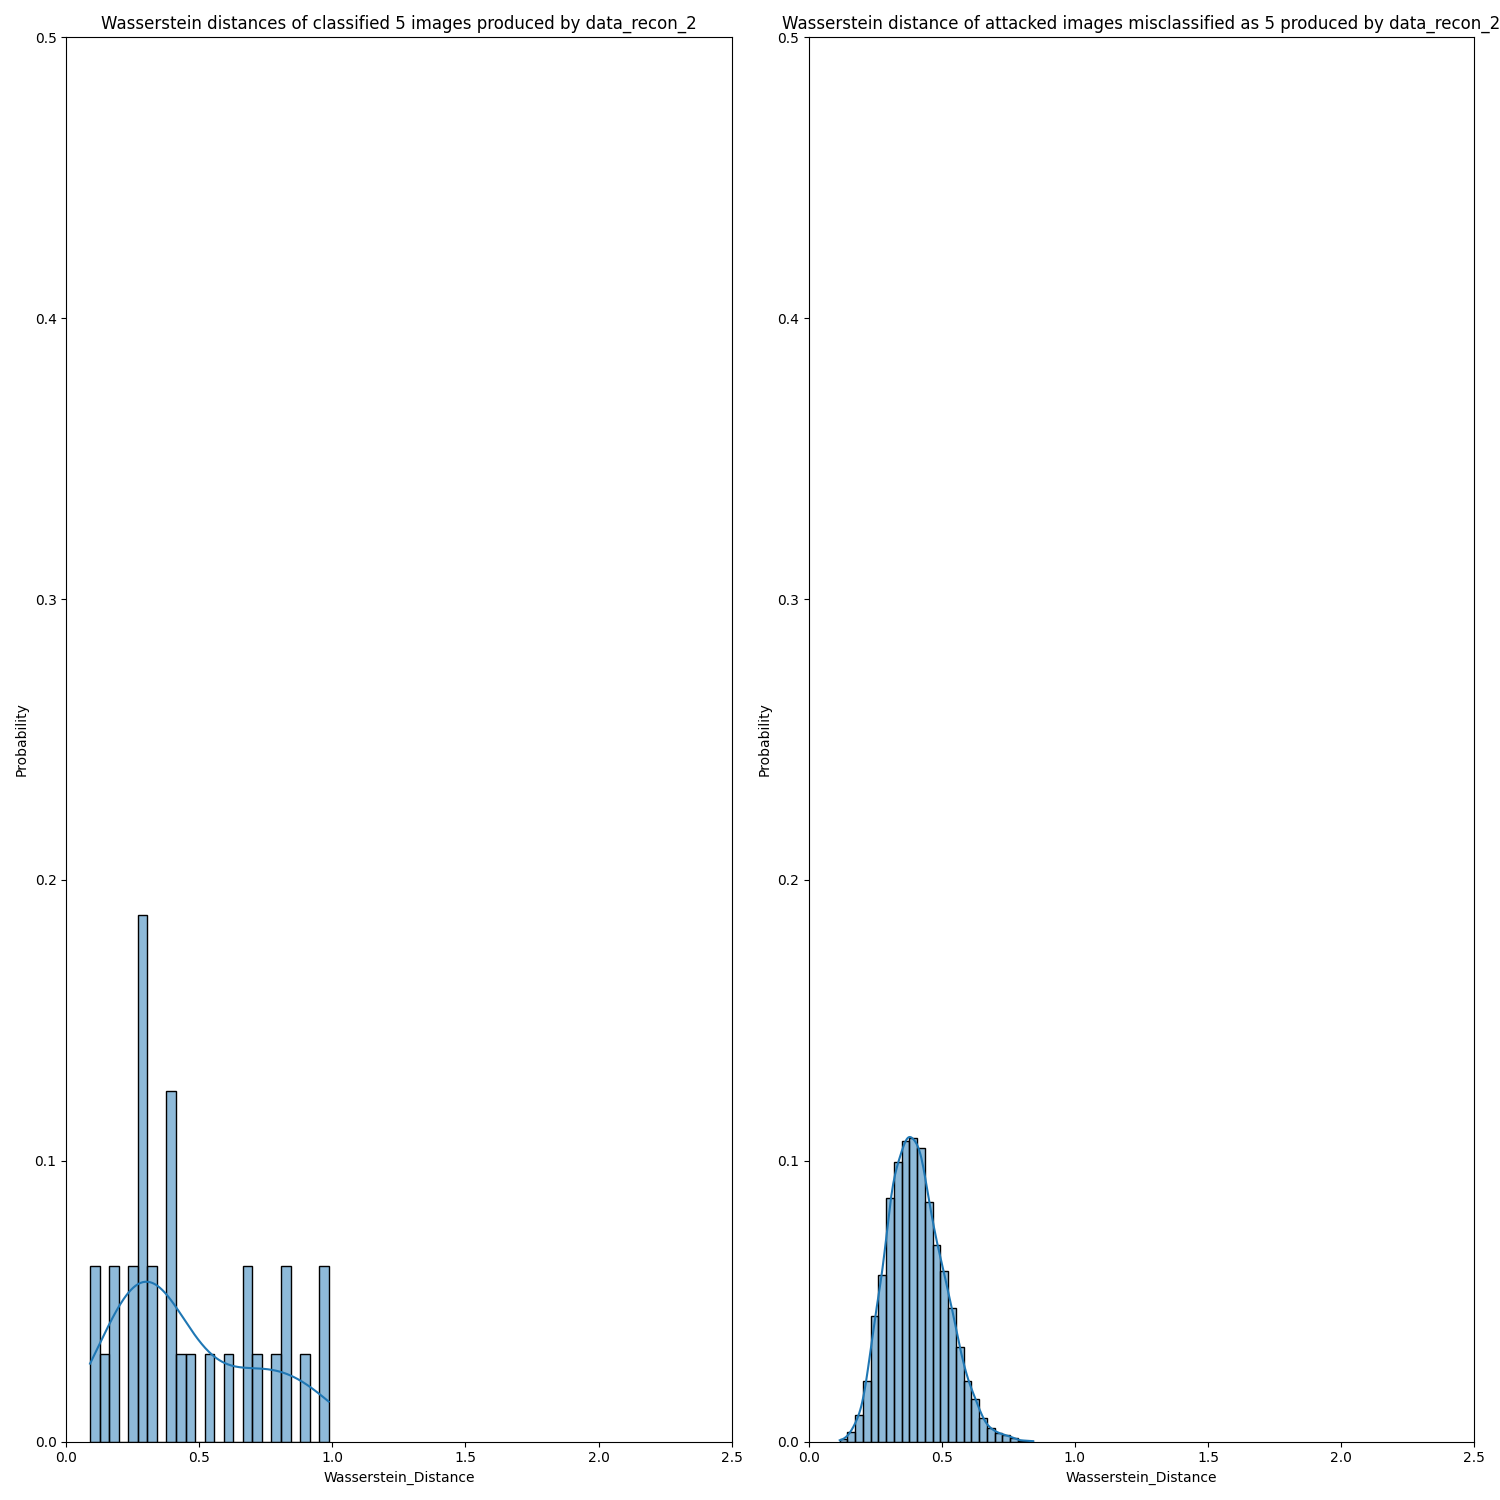 Wasserstein distances of classified 5 images produced by data_recon_2
0.5
0.4
0.3
0.2
0.1
0.0
Probability
0.0 0.5 1.0 1.5 2.0 2.5
Wasserstein_Distance
Wasserstein distance of attacked images misclassified as 5 produced by data_recon_2
0.5
0.4
0.3
0.2
0.1
0.0
Probability
0.0 0.5 1.0 1.5 2.0 2.5
Wasserstein_Distance